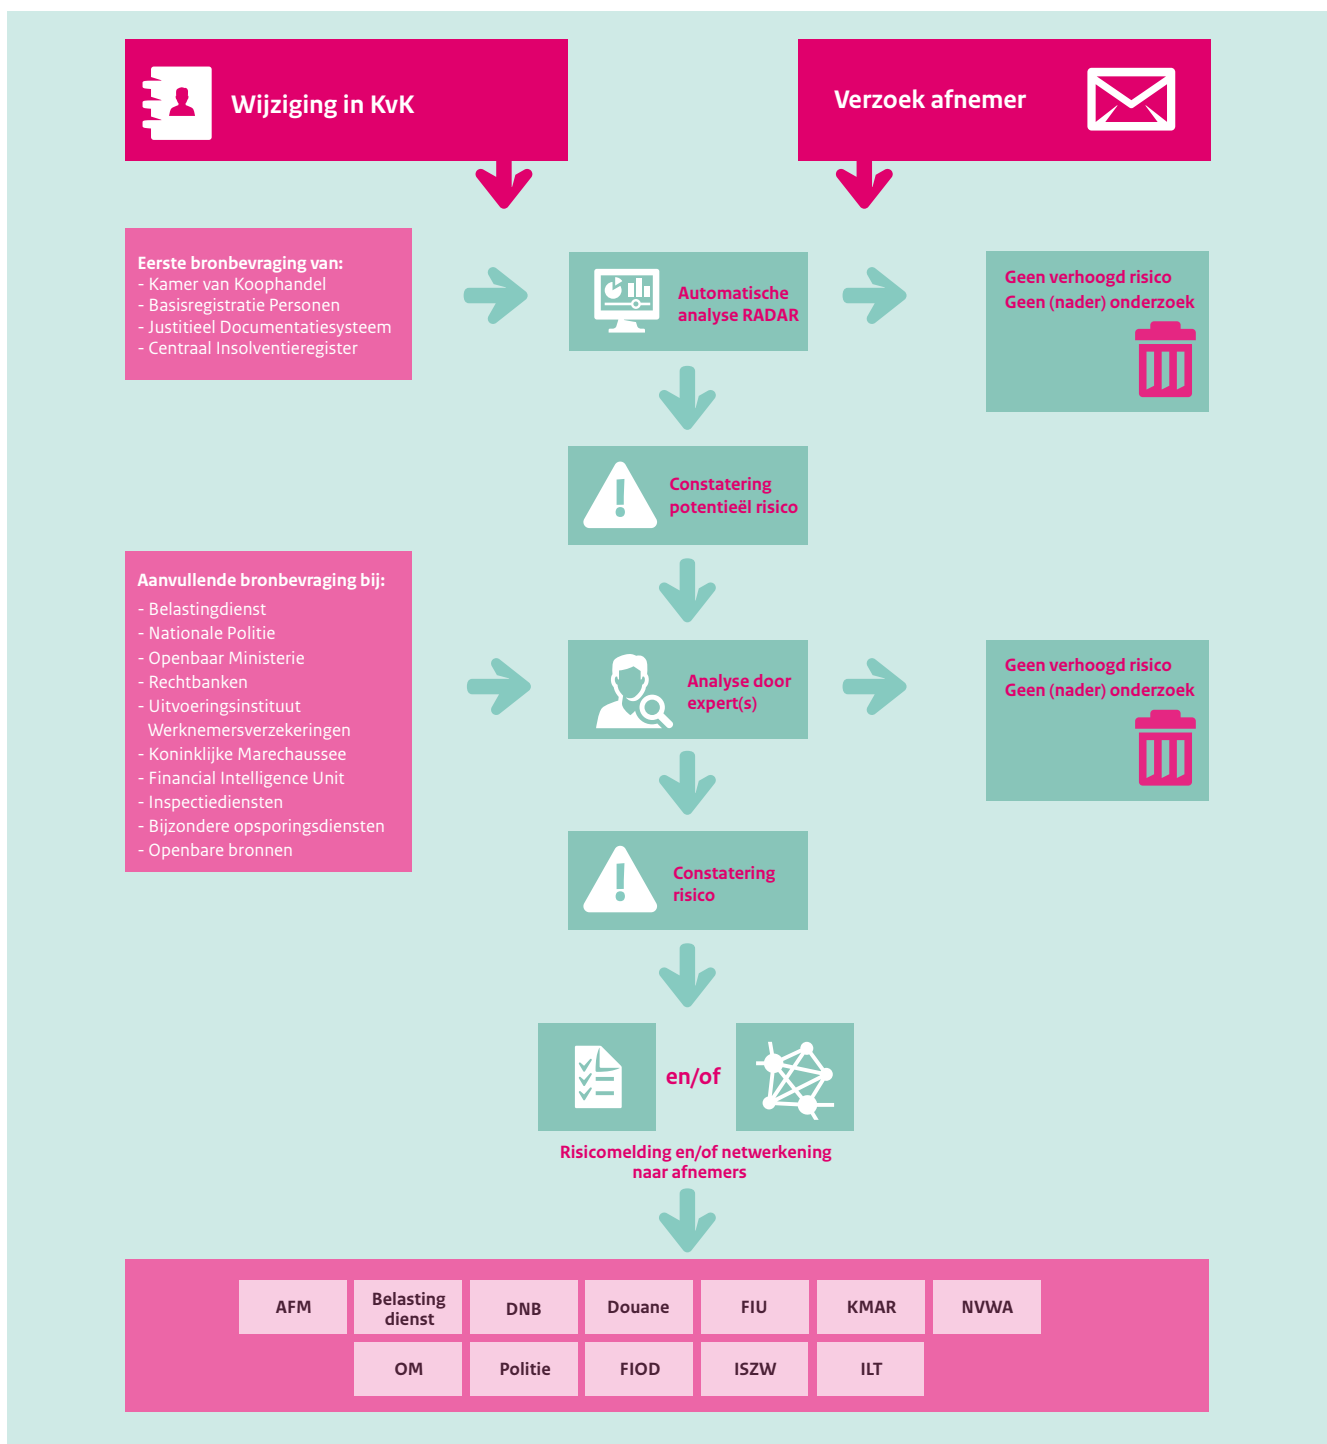 Wijziging in KvK
Verzoek afnemer
Eerste bronbevraging van:
- Kamer van Koophandel
- Basisregistratie Personen
- Justitieel Documentatiesysteem
- Centraal Insolventieregister
Automatische
analyse RADAR
Geen verhoogd risico
Geen (nader) onderzoek
Constatering
potentieël risico
Aanvullende bronbevraging bij:
- Belastingdienst
- Nationale Politie
- Openbaar Ministerie
- Rechtbanken
- Uitvoeringsinstituut
Werknemersverzekeringen
- Koninklijke Marechaussee
- Financial Intelligence Unit
- Inspectiediensten
- Bijzondere opsporingsdiensten
- Openbare bronnen
Analyse door
expert(s)
Geen verhoogd risico
Geen (nader) onderzoek
Constatering
risico
en/of
Risicomelding en/of netwerkening
naar afnemers
AFM
Belasting
dienst
DNB
Douane
FIU
KMAR
NVWA
OM
Politie
FIOD
ISZW
ILT